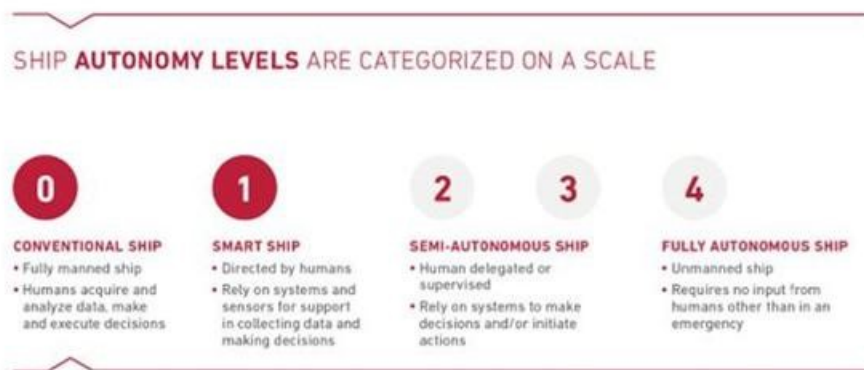 SHIP AUTONOMY LEVELS ARE CATEGORIZED ON A SCALE
0
CONVENTIONAL SHIP
• Fully manned ship
• Humans acquire and
analyze data, make
and execute decisions
1
SMART SHIP
• Directed by humans
• Rely on systems and
sensors for support
in collecting data and
making decisions
2 3
SEMI-AUTONOMOUS SHIP
• Human delegated or
supervised
• Rely on systems to make
decisions and/or initiate
actions
4
FULLY AUTONOMOUS SHIP
• Unmanned ship
• Requires no input from
humans other than in an
emergency